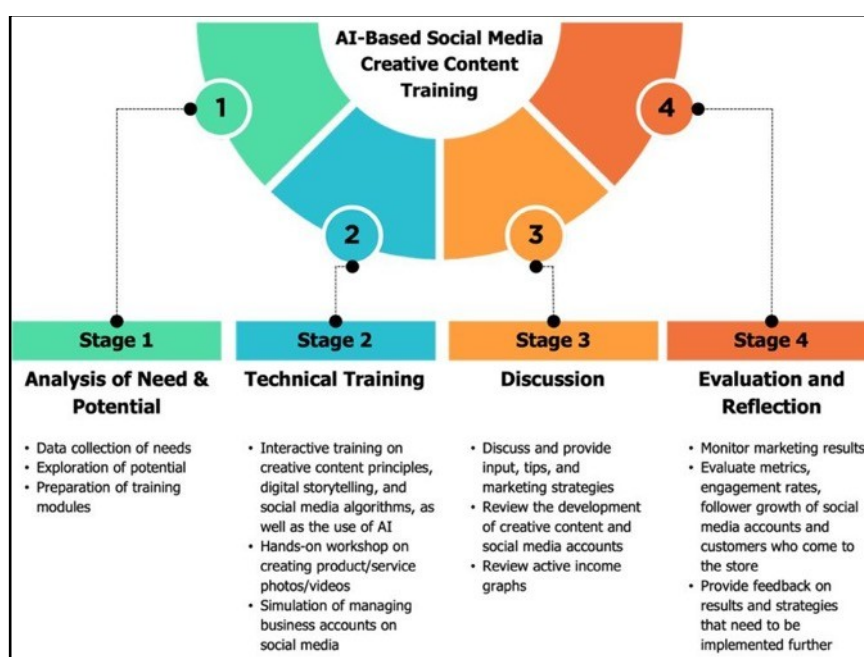 AI-Based Social Media
Creative Content
Training
1
2
3
4
Stage 1
Analysis of Need &
Potential
• Data collection of needs
• Exploration of potential
• Preparation of training
modules
Stage 2
Technical Training
• Interactive training on
creative content principles,
digital storytelling, and
social media algorithms, as
well as the use of AI
• Hands-on workshop on
creating product/service
photos/videos
• Simulation of managing
business accounts on
social media
Stage 3
Discussion
• Discuss and provide
input, tips, and
marketing strategies
• Review the development
of creative content and
social media accounts
• Review active income
graphs
Stage 4
Evaluation and
Reflection
• Monitor marketing results
• Evaluate metrics,
engagement rates,
follower growth of social
media accounts and
customers who come to
the store
• Provide feedback on
results and strategies
that need to be
implemented further